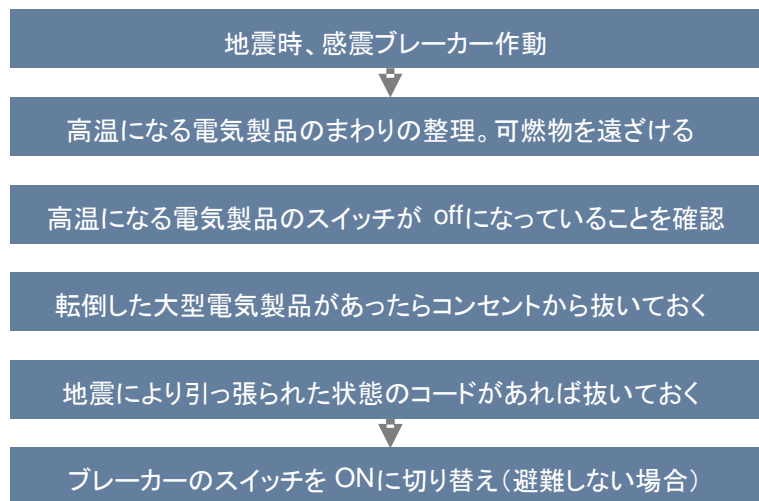 地震時、感震ブレーカー作動
高温になる電気製品のまわりの整理。可燃物を遠ざける
高温になる電気製品のスイッチが offになっていることを確認
転倒した大型電気製品があったらコンセントから抜いておく
地震により引っ張られた状態のコードがあれば抜いておく
ブレーカーのスイッチを ONに切り替え（避難しない場合）